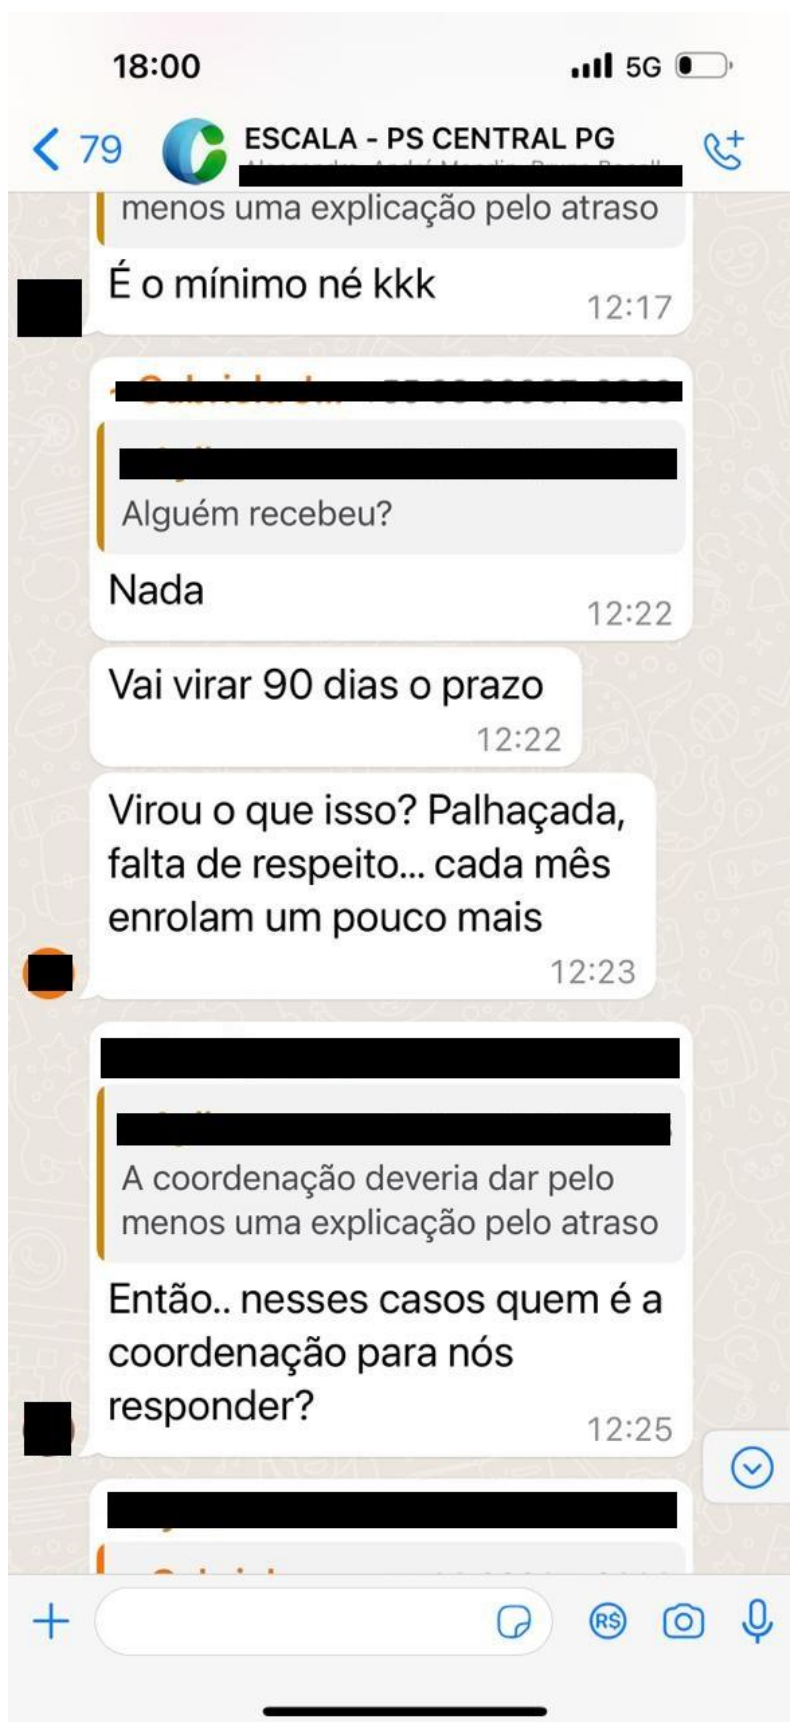 18:00
5G
79
ESCALA - PS CENTRAL PG
menos uma explicação pelo atraso
É o mínimo né kkk
12:17
Alguém recebeu?
Nada
12:22
Vai virar 90 dias o prazo
12:22
Virou o que isso? Palhaçada,
falta de respeito... cada mês
enrolam um pouco mais
12:23
A coordenação deveria dar pelo
menos uma explicação pelo atraso
Então.. nesses casos quem é a
coordenação para nós
responder?
12:25
R$